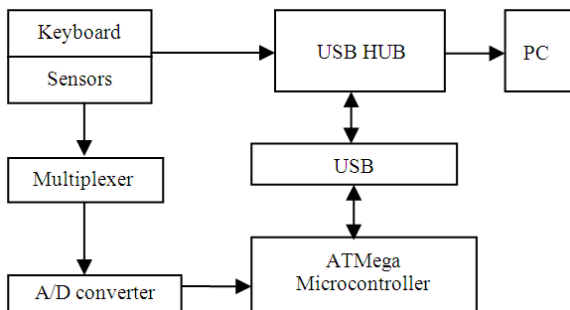 Keyboard
Sensors
USB HUB
PC
Multiplexer
USB
A/D converter
ATMega
Microcontroller